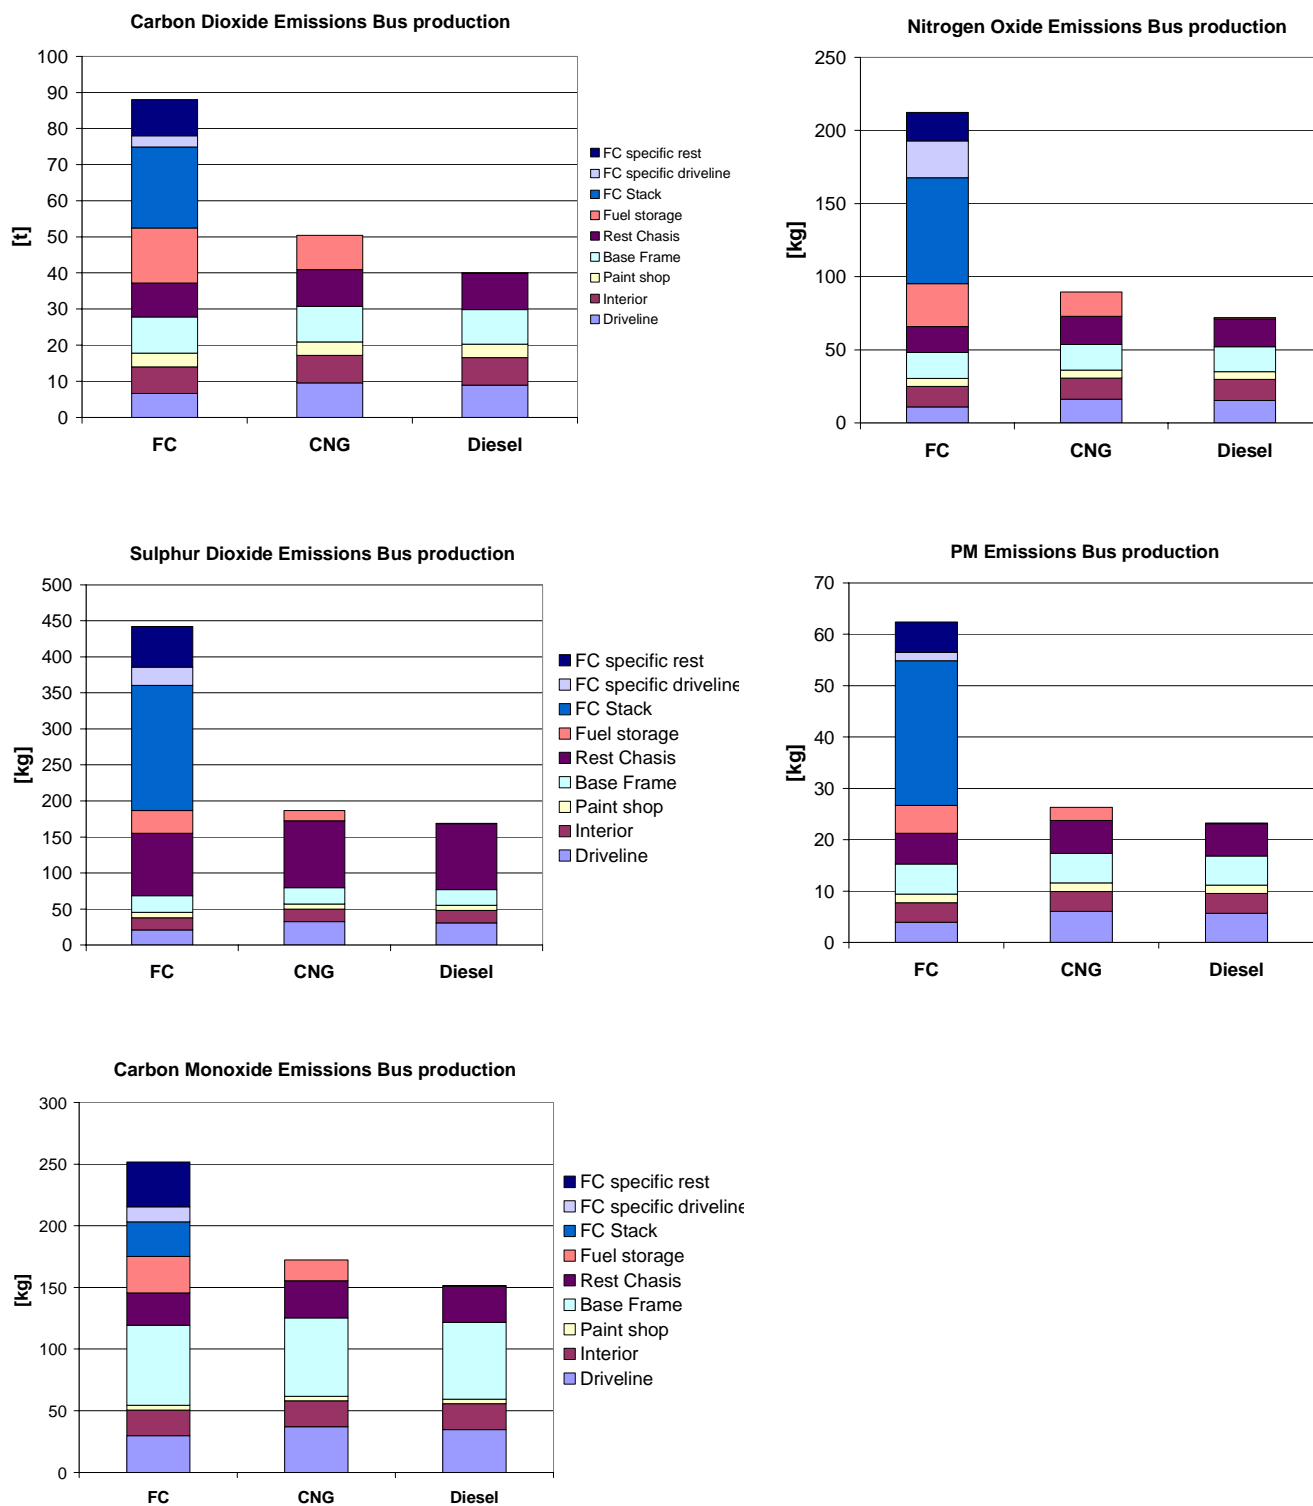 Carbon Dioxide Emissions Bus production
100
90
80
70
60
50
40
30
20
10
0
[t]
FC
CNG
Diesel
FC specific rest
FC specific driveline
FC Stack
Fuel storage
Rest Chasis
Base Frame
Paint shop
Interior
Driveline
Nitrogen Oxide Emissions Bus production
250
200
150
100
50
0
[kg]
FC
CNG
Diesel
Sulphur Dioxide Emissions Bus production
500
450
400
350
300
250
200
150
100
50
0
[kg]
FC
CNG
Diesel
FC specific rest
FC specific driveline
FC Stack
Fuel storage
Rest Chasis
Base Frame
Paint shop
Interior
Driveline
PM Emissions Bus production
70
60
50
40
30
20
10
0
[kg]
FC
CNG
Diesel
Carbon Monoxide Emissions Bus production
300
250
200
150
100
50
0
[kg]
FC
CNG
Diesel
FC specific rest
FC specific driveline
FC Stack
Fuel storage
Rest Chasis
Base Frame
Paint shop
Interior
Driveline